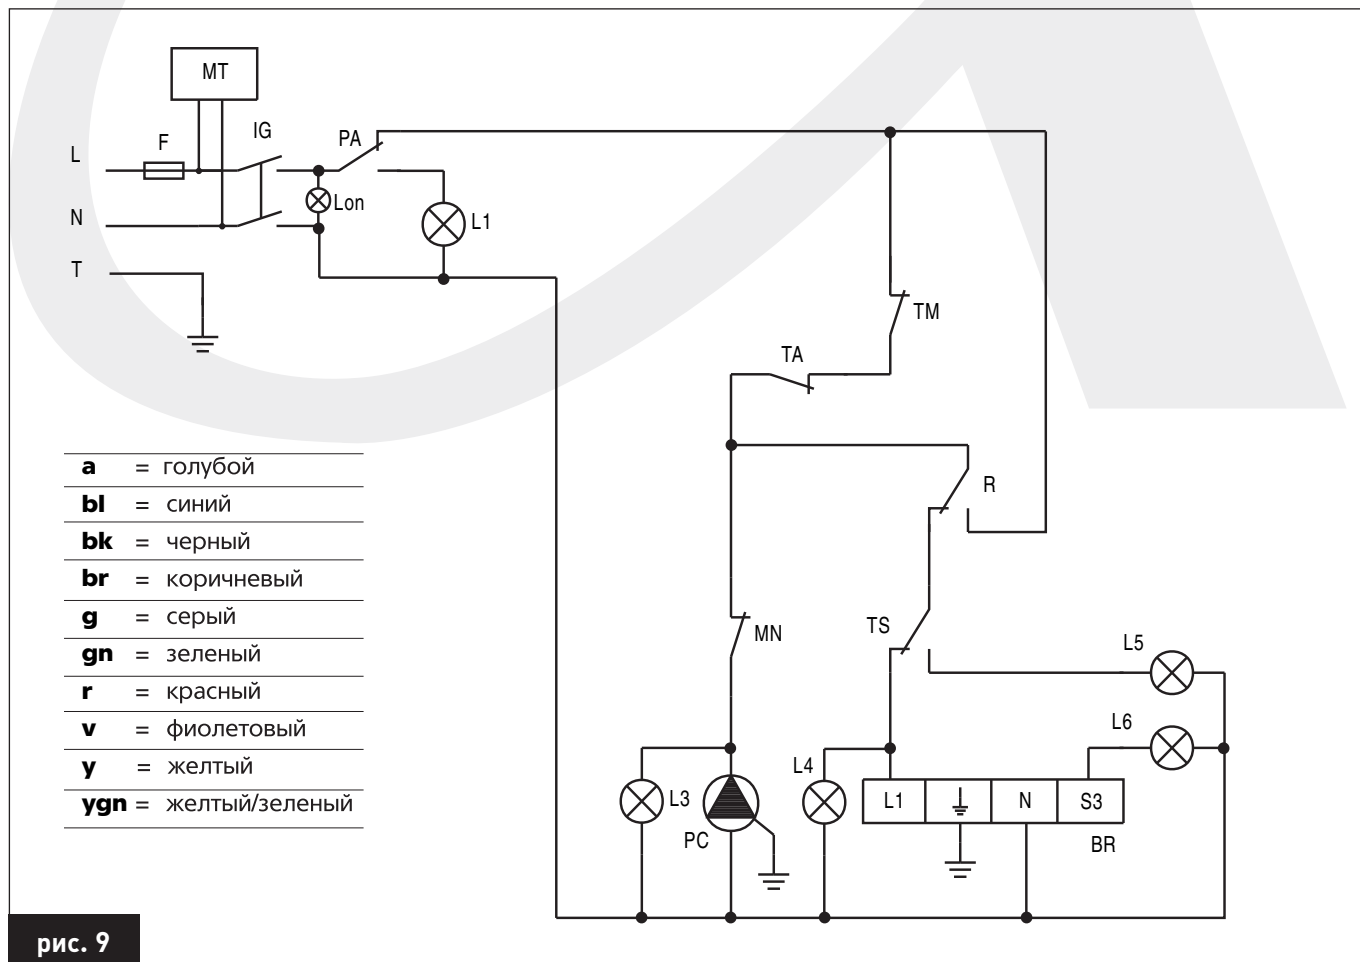 MT
F
IG
PA
L
Lon
L1
N
T
TM
TA
R
MN
TS
L5
L6
L3
L4
PC
L1
N
S3
BR
a = голубой
bl = синий
bk = черный
br = коричневый
g = серый
gn = зеленый
r = красный
v = фиолетовый
y = желтый
ygn = желтый/зеленый
рис. 9